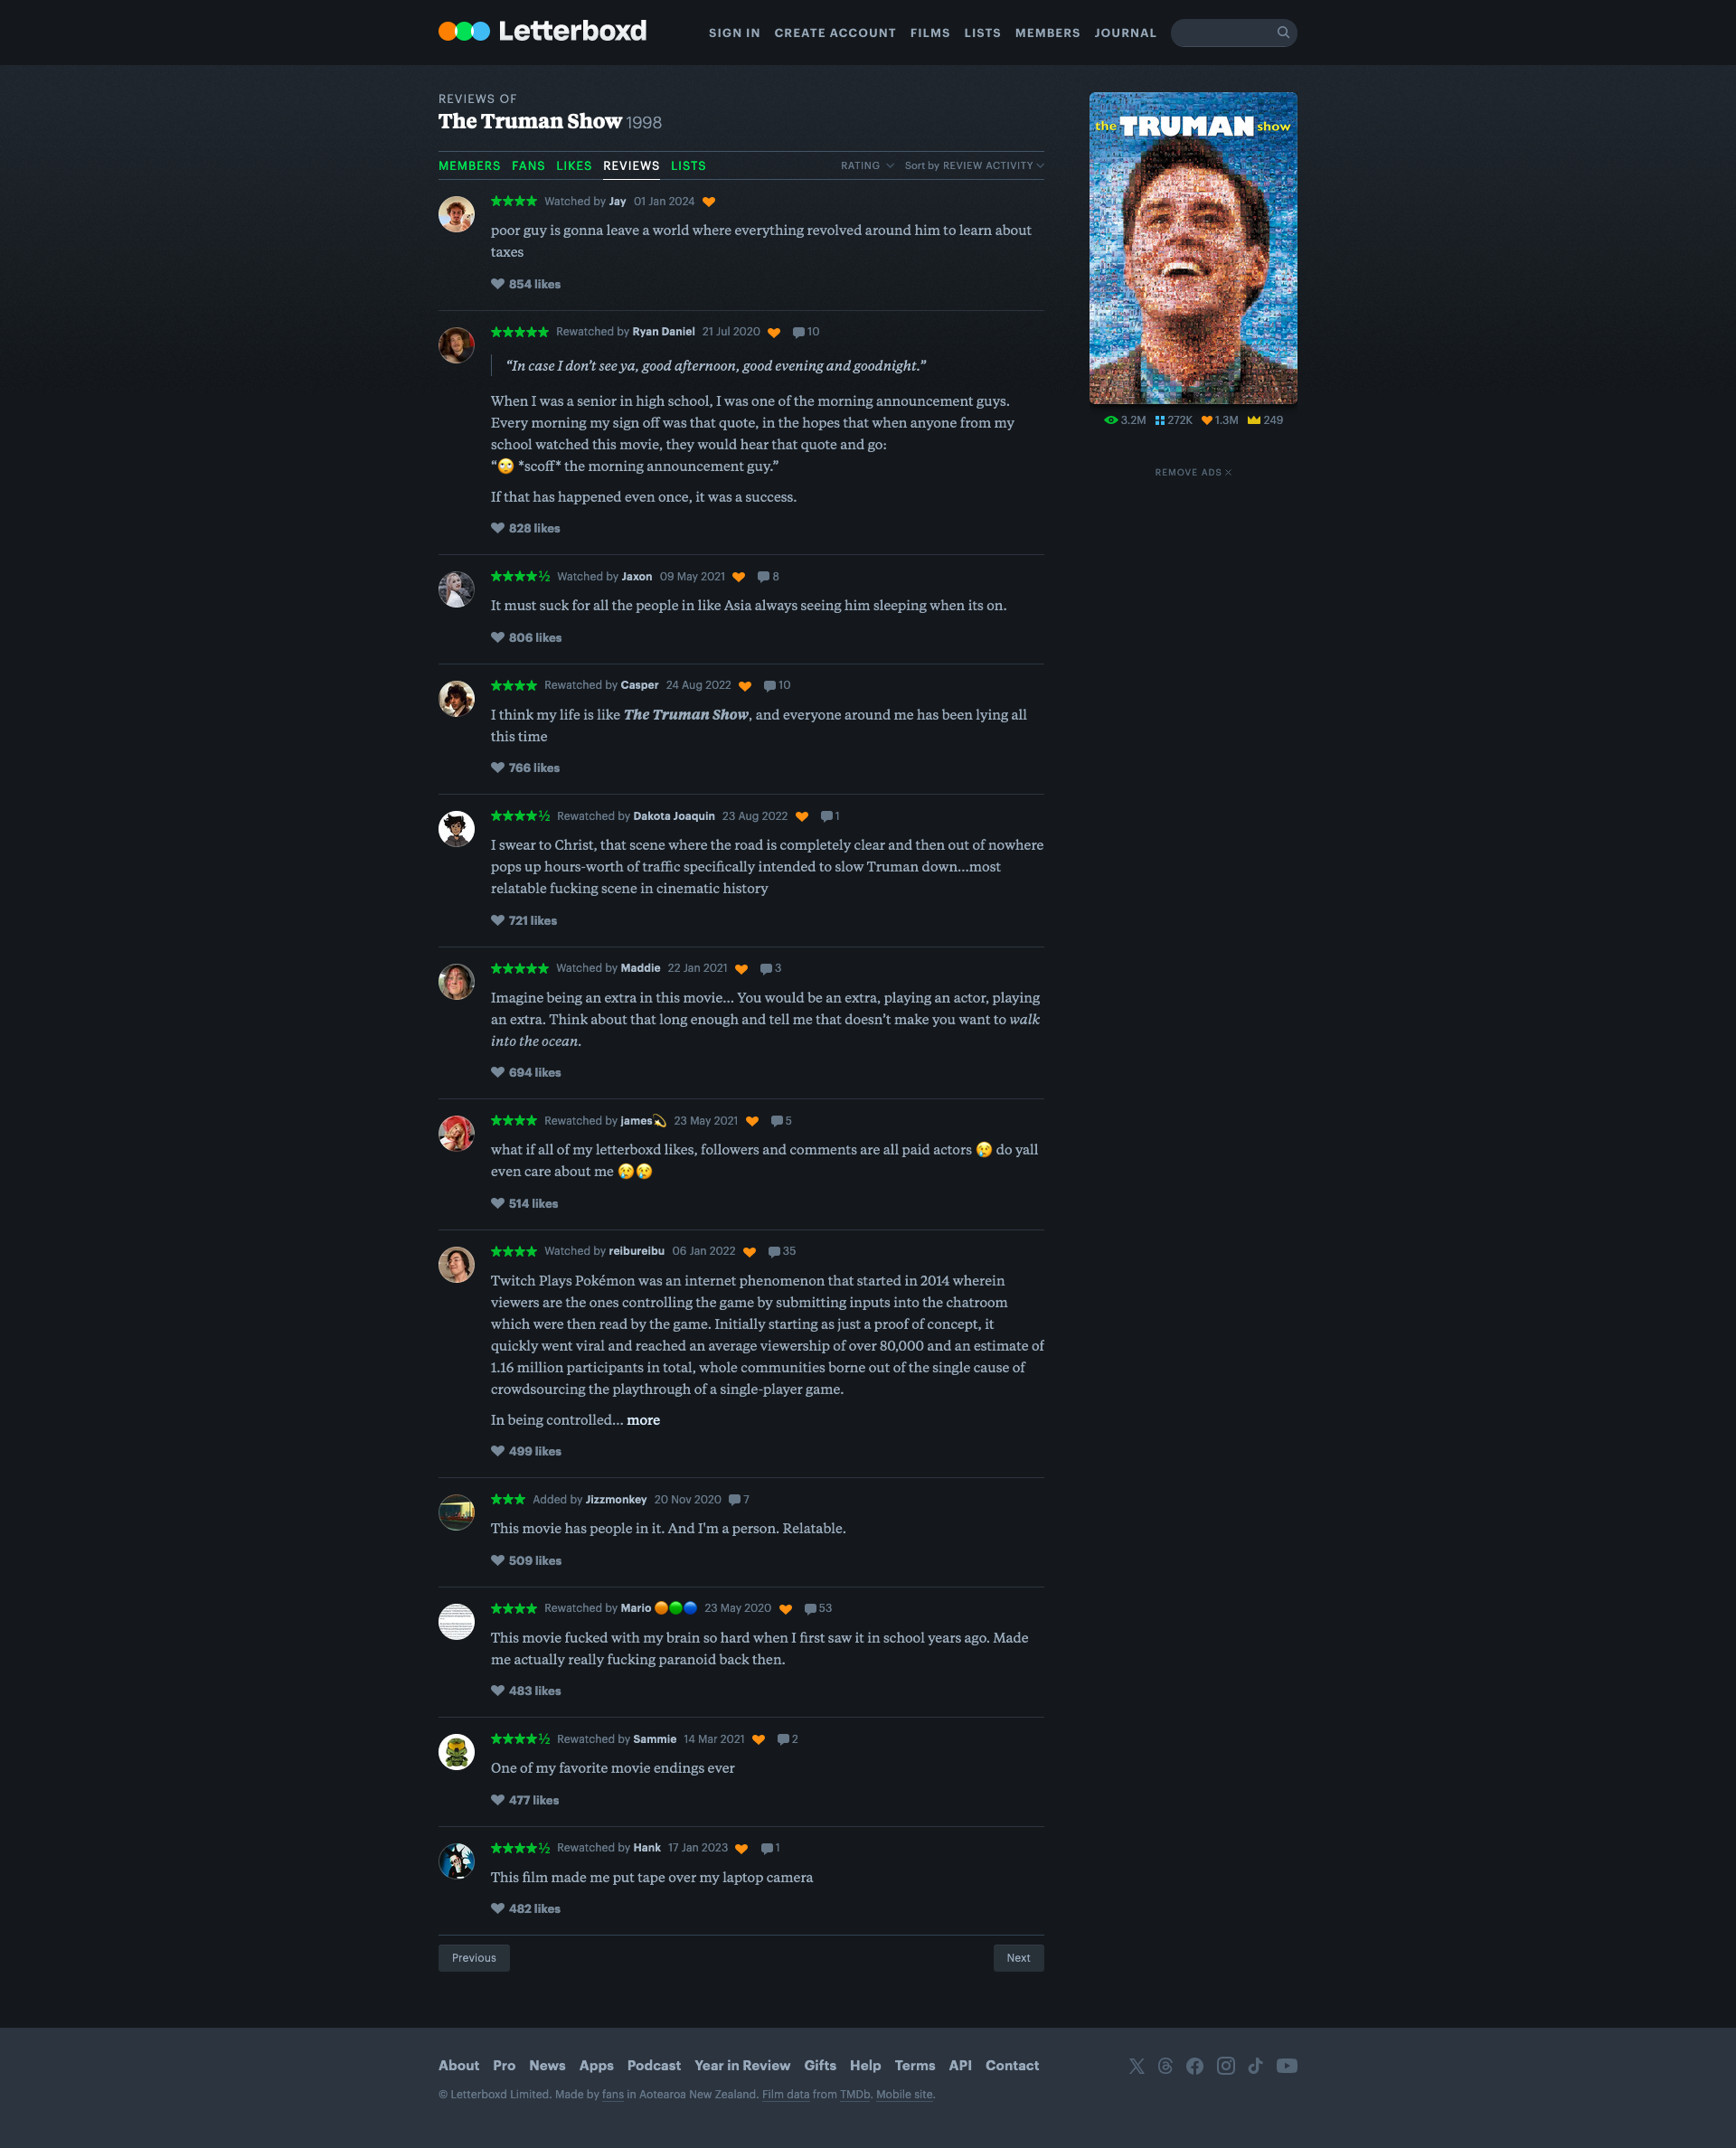 Letterboxd
SIGN IN CREATE ACCOUNT FILMS LISTS MEMBERS JOURNAL
REVIEWS OF
The Truman Show 1998
MEMBERS FANS LIKES REVIEWS LISTS
RATING Sort by REVIEW ACTIVITY
★★★★ Watched by Jay 01 Jan 2024
poor guy is gonna leave a world where everything revolved around him to learn about
taxes
854 likes
★★★★★ Rewatched by Ryan Daniel 21 Jul 2020 10
“In case I don’t see ya, good afternoon, good evening and goodnight.”
When I was a senior in high school, I was one of the morning announcement guys.
Every morning my sign off was that quote, in the hopes that when anyone from my
school watched this movie, they would hear that quote and go:
“🙄 *scoff* the morning announcement guy.”
If that has happened even once, it was a success.
828 likes
★★★★½ Watched by Jaxon 09 May 2021 8
It must suck for all the people in like Asia always seeing him sleeping when its on.
806 likes
★★★★ Rewatched by Casper 24 Aug 2022 10
I think my life is like The Truman Show, and everyone around me has been lying all
this time
766 likes
★★★★½ Rewatched by Dakota Joaquin 23 Aug 2022 1
I swear to Christ, that scene where the road is completely clear and then out of nowhere
pops up hours-worth of traffic specifically intended to slow Truman down…most
relatable fucking scene in cinematic history
721 likes
★★★★★ Watched by Maddie 22 Jan 2021 3
Imagine being an extra in this movie… You would be an extra, playing an actor, playing
an extra. Think about that long enough and tell me that doesn’t make you want to walk
into the ocean.
694 likes
★★★★ Rewatched by james💫 23 May 2021 5
what if all of my letterboxd likes, followers and comments are all paid actors 😢 do yall
even care about me 😢😢
514 likes
★★★★ Watched by reibureibu 06 Jan 2022 35
Twitch Plays Pokémon was an internet phenomenon that started in 2014 wherein
viewers are the ones controlling the game by submitting inputs into the chatroom
which were then read by the game. Initially starting as just a proof of concept, it
quickly went viral and reached an average viewership of over 80,000 and an estimate of
1.16 million participants in total, whole communities borne out of the single cause of
crowdsourcing the playthrough of a single-player game.
In being controlled… more
499 likes
★★★ Added by Jizzmonkey 20 Nov 2020 7
This movie has people in it. And I'm a person. Relatable.
509 likes
★★★★ Rewatched by Mario 🟠🟢🔵 23 May 2020 53
This movie fucked with my brain so hard when I first saw it in school years ago. Made
me actually really fucking paranoid back then.
483 likes
★★★★½ Rewatched by Sammie 14 Mar 2021 2
One of my favorite movie endings ever
477 likes
★★★★½ Rewatched by Hank 17 Jan 2023 1
This film made me put tape over my laptop camera
482 likes
Previous Next
the TRUMAN show
3.2M 272K 1.3M 249
REMOVE ADS
About Pro News Apps Podcast Year in Review Gifts Help Terms API Contact
© Letterboxd Limited. Made by fans in Aotearoa New Zealand. Film data from TMDb. Mobile site.